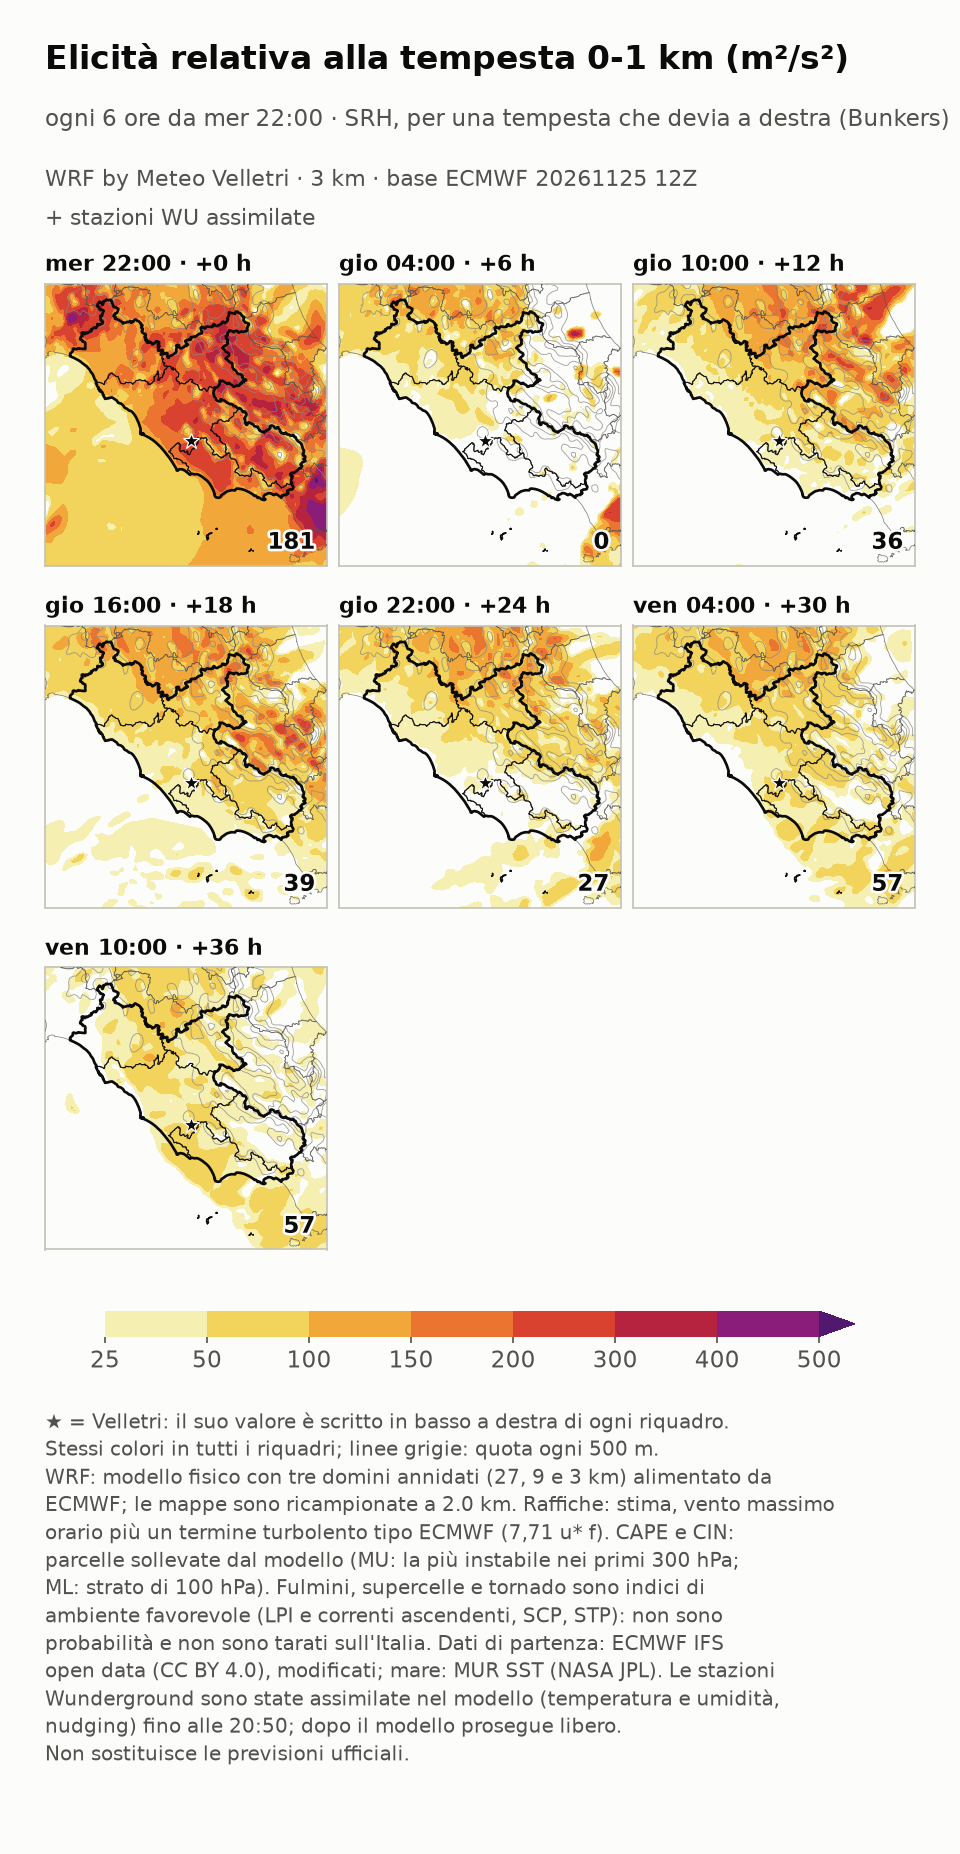 Elicità relativa alla tempesta 0-1 km (m²/s²)
ogni 6 ore da mer 22:00 · SRH, per una tempesta che devia a destra (Bunkers)
WRF by Meteo Velletri · 3 km · base ECMWF 20261125 12Z
+ stazioni WU assimilate
mer 22:00 · +0 h
gio 04:00 · +6 h
gio 10:00 · +12 h
181
0
36
gio 16:00 · +18 h
gio 22:00 · +24 h
ven 04:00 · +30 h
39
27
57
ven 10:00 · +36 h
57
25 50 100 150 200 300 400 500
★ = Velletri: il suo valore è scritto in basso a destra di ogni riquadro.
Stessi colori in tutti i riquadri; linee grigie: quota ogni 500 m.
WRF: modello fisico con tre domini annidati (27, 9 e 3 km) alimentato da
ECMWF; le mappe sono ricampionate a 2.0 km. Raffiche: stima, vento massimo
orario più un termine turbolento tipo ECMWF (7,71 u* f). CAPE e CIN:
parcelle sollevate dal modello (MU: la più instabile nei primi 300 hPa;
ML: strato di 100 hPa). Fulmini, supercelle e tornado sono indici di
ambiente favorevole (LPI e correnti ascendenti, SCP, STP): non sono
probabilità e non sono tarati sull'Italia. Dati di partenza: ECMWF IFS
open data (CC BY 4.0), modificati; mare: MUR SST (NASA JPL). Le stazioni
Wunderground sono state assimilate nel modello (temperatura e umidità,
nudging) fino alle 20:50; dopo il modello prosegue libero.
Non sostituisce le previsioni ufficiali.